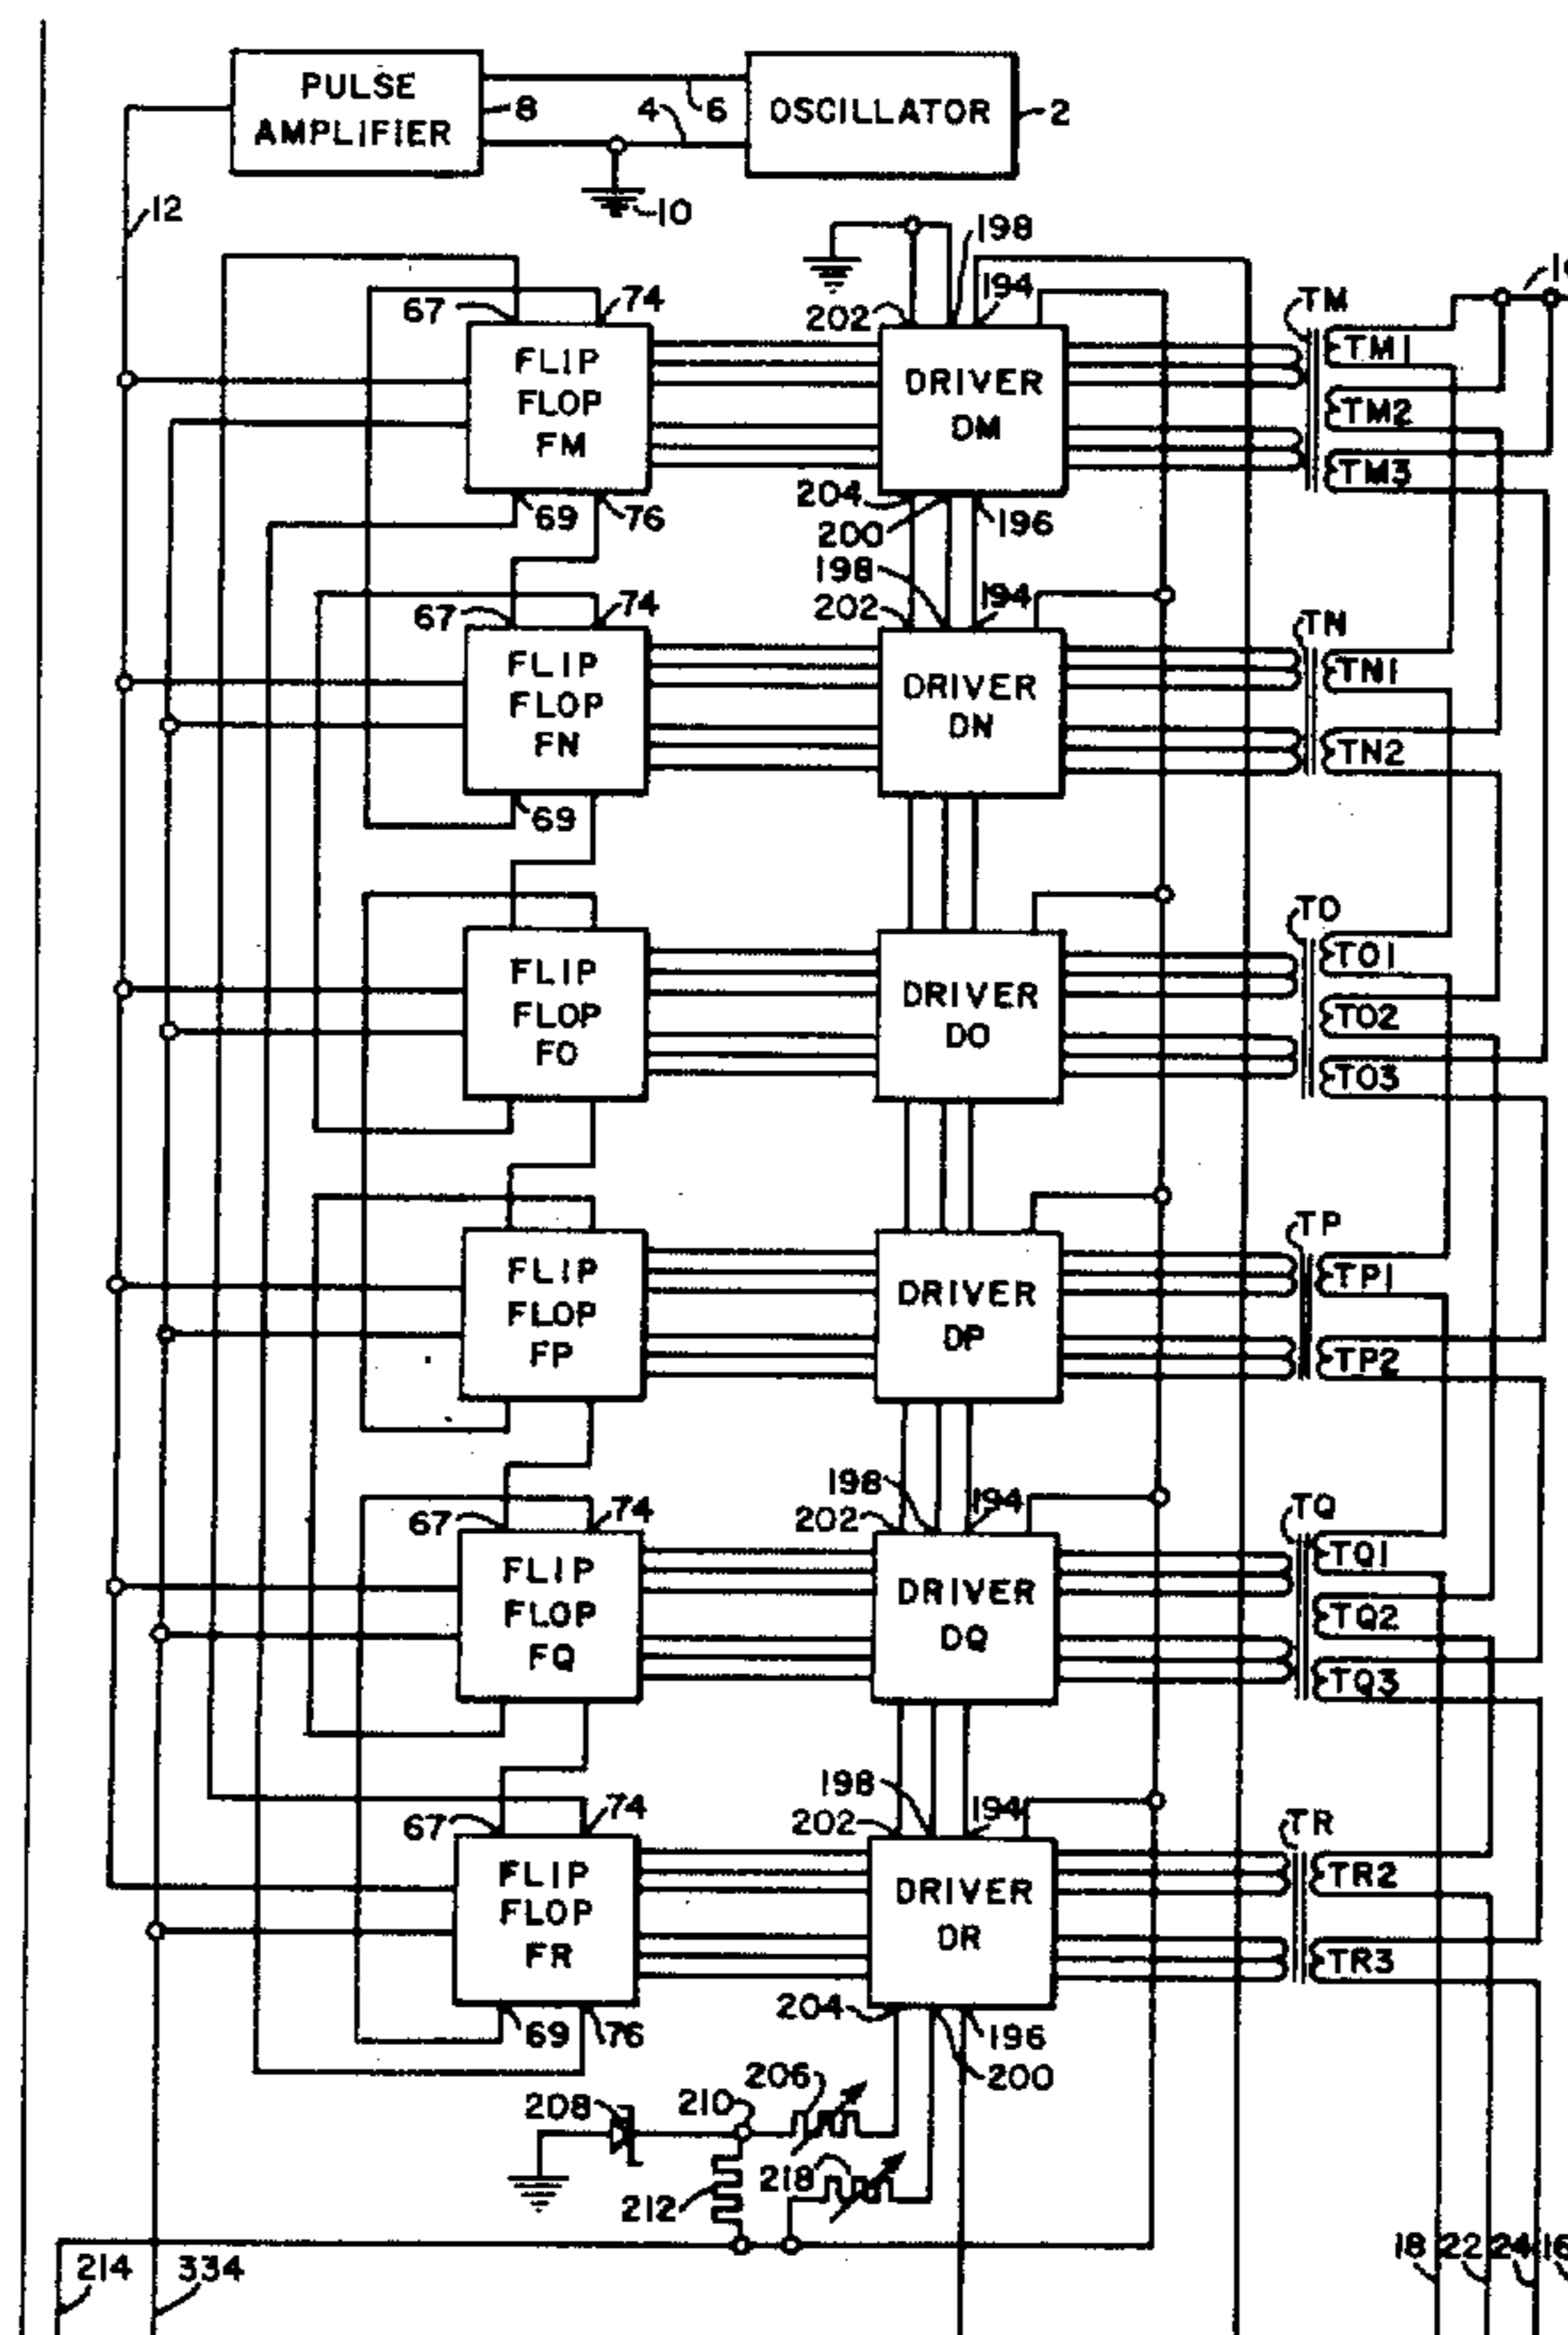 PULSE
AMPLIFIER
8
4
6
OSCILLATOR
2
12
10
198
194
202
67
74
TM
FLIP
FLOP
FM
DRIVER
DM
TM1
TM2
TM3
69
76
204
200
196
198
202
194
67
74
TN
FLIP
FLOP
FN
DRIVER
DN
TN1
TN2
69
TO
FLIP
FLOP
FO
DRIVER
DO
TO1
TO2
TO3
TP
FLIP
FLOP
FP
DRIVER
DP
TP1
TP2
198
202
194
67
74
TQ
FLIP
FLOP
FQ
DRIVER
DQ
TQ1
TQ2
TQ3
198
202
194
67
74
TR
FLIP
FLOP
FR
DRIVER
DR
TR2
TR3
69
76
204
196
200
208
210
206
212
218
214
334
18
22
24
16